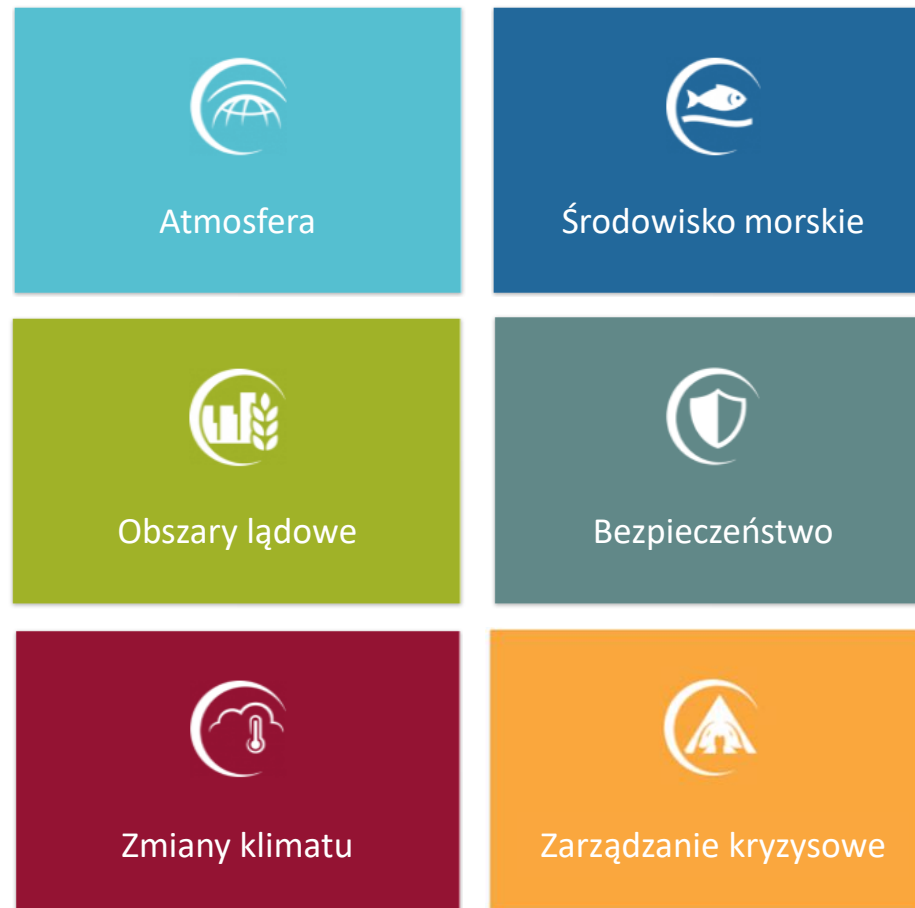 Atmosfera
Środowisko morskie
Obszary lądowe
Bezpieczeństwo
Zmiany klimatu
Zarządzanie kryzysowe